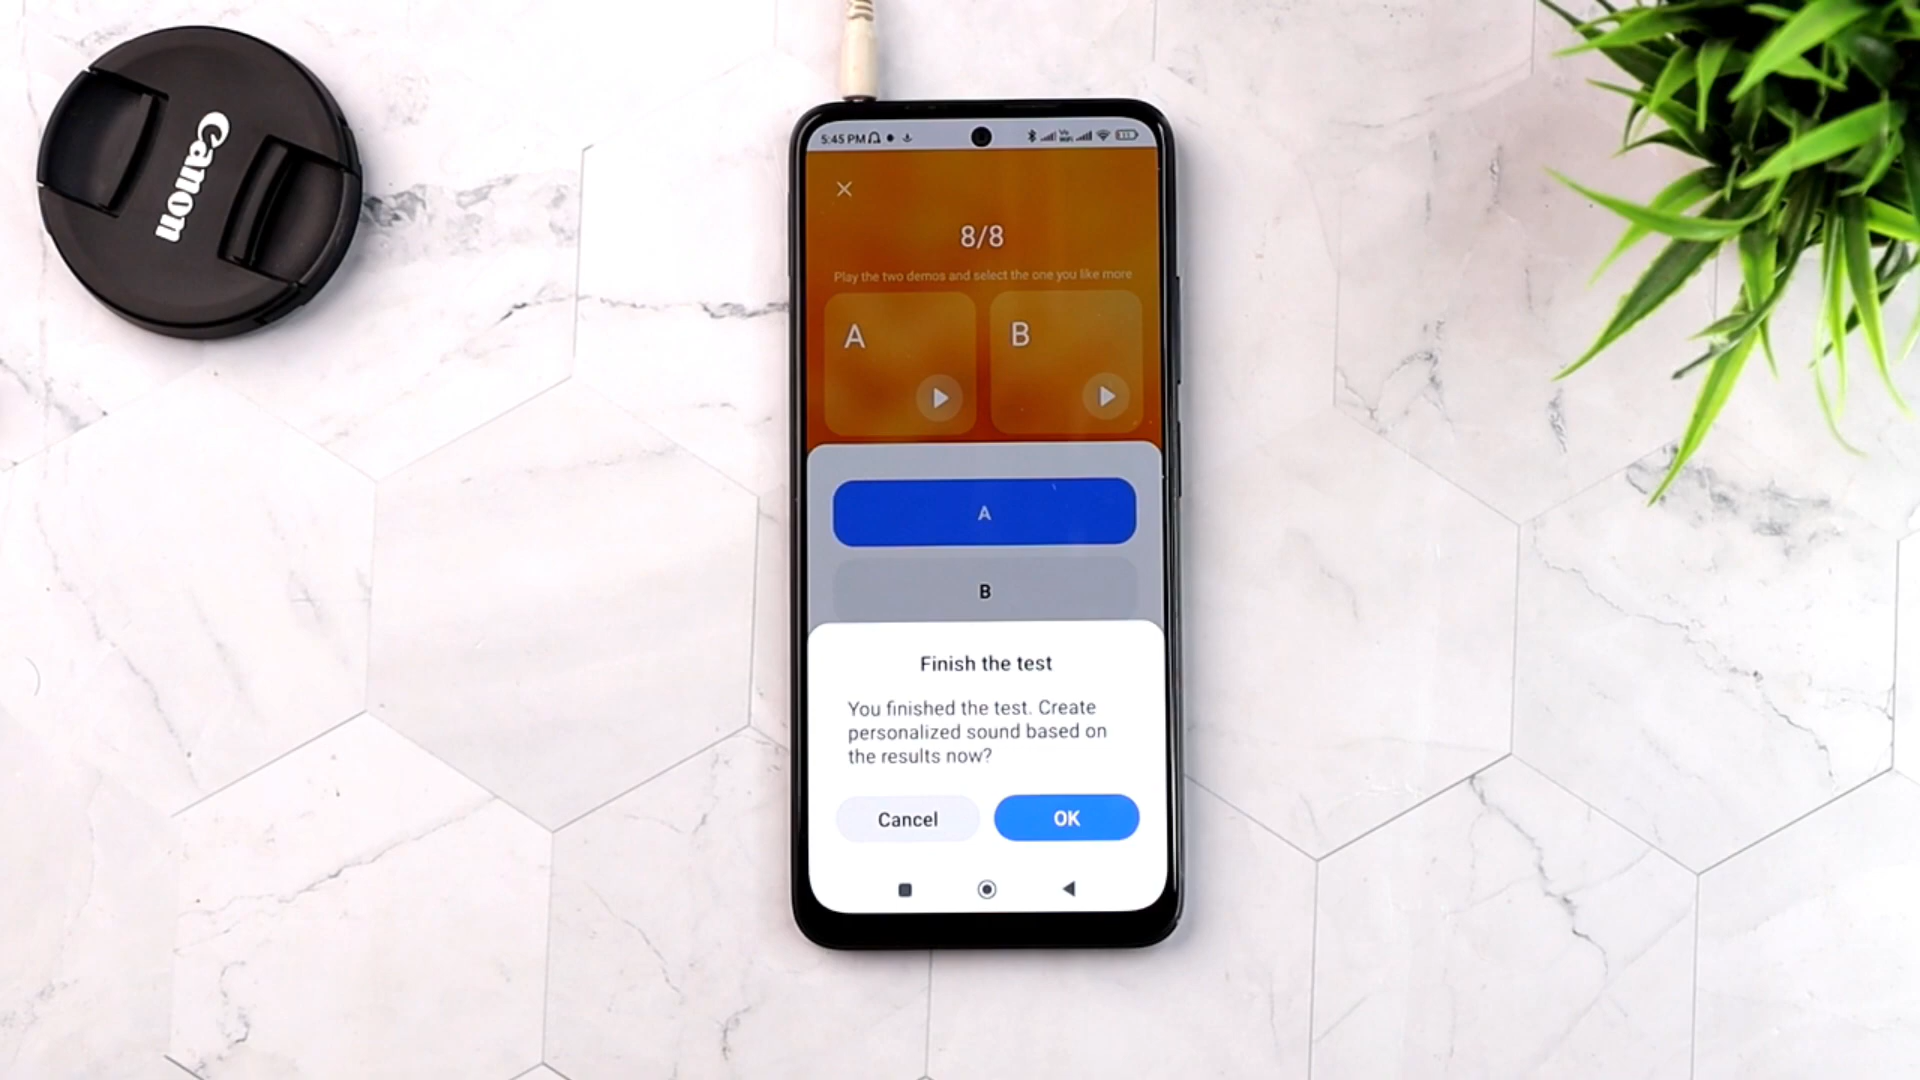 Canon
5:45 PM
8/8
Play the two demos and select the one you like more
A
B
A
B
Finish the test
You finished the test. Create
personalized sound based on
the results now?
Cancel
OK